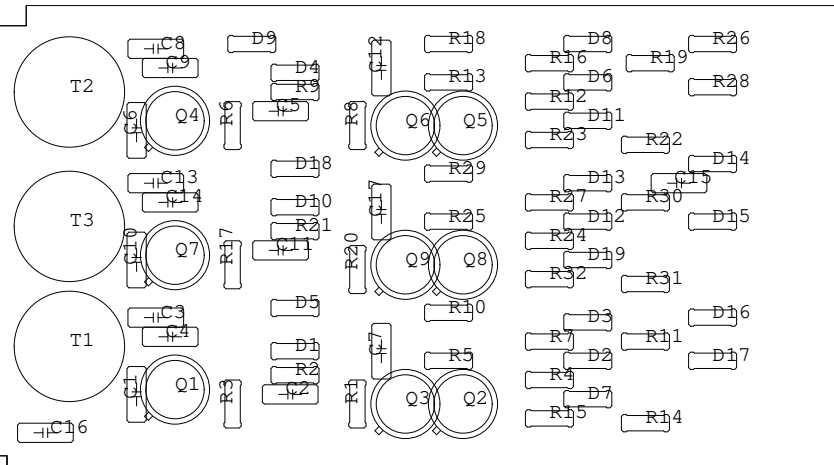 C8 D9 C12 R18 D8 R26
C9 D4 R16 R19
T2 R9 R13 D6 R28
C6 Q4 R6 C5 R8 Q6 Q5 R12 D11
R23 R22
D18 R29 D14
C13 D13 C15
C14 D10 C17 R27 R30
T3 R21 R25 D12 D15
C10 Q7 R17 C11 R20 Q9 Q8 R24 D19
R32 R31
C3 D5 R10 D3 D16
C4 R7 R11
T1 D1 C7 R5 D2 D17
C1 Q1 R3 R2 C2 R1 Q3 Q2 R4 D7
C16 R15 R14